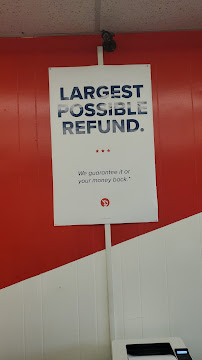 LARGEST
POSSIBLE
REFUND.
We guarantee it or
your money back.*